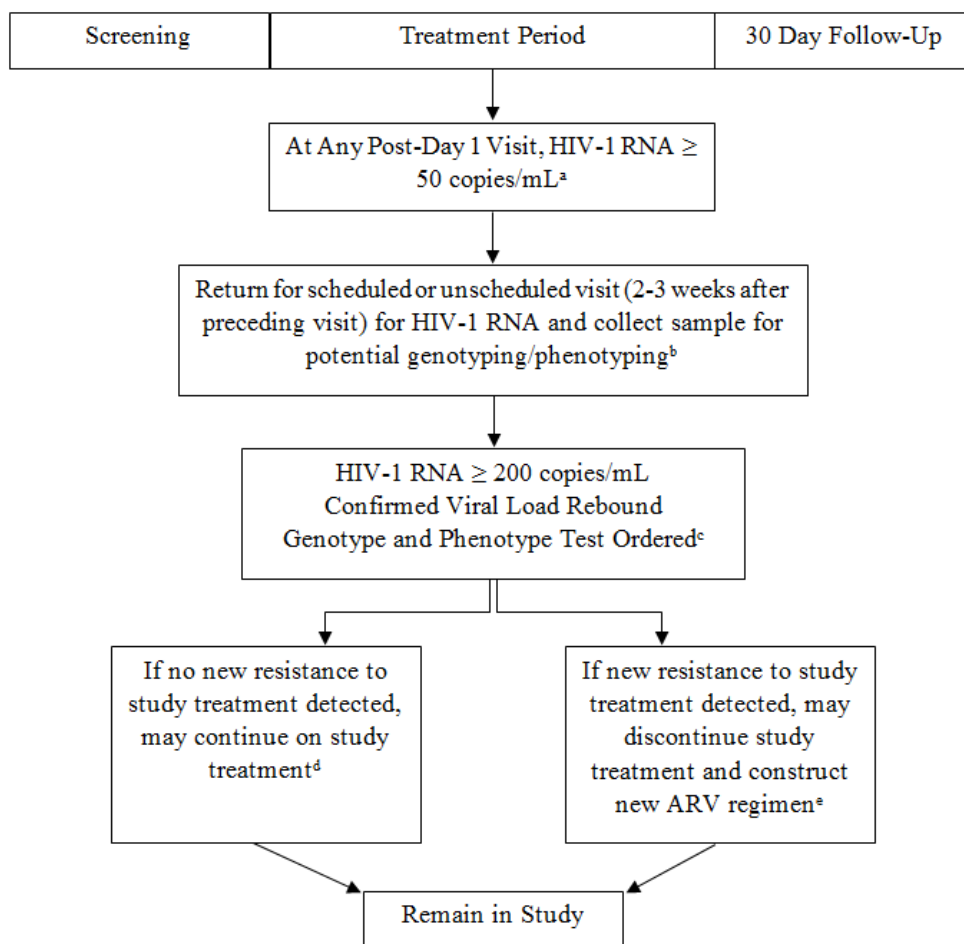 Screening
Treatment Period
30 Day Follow-Up
At Any Post-Day 1 Visit, HIV-1 RNA ≥
50 copies/mLᵃ
Return for scheduled or unscheduled visit (2-3 weeks after
preceding visit) for HIV-1 RNA and collect sample for
potential genotyping/phenotypingᵇ
HIV-1 RNA ≥ 200 copies/mL
Confirmed Viral Load Rebound
Genotype and Phenotype Test Orderedᶜ
If no new resistance to
study treatment detected,
may continue on study
treatmentᵈ
If new resistance to study
treatment detected, may
discontinue study
treatment and construct
new ARV regimenᵉ
Remain in Study